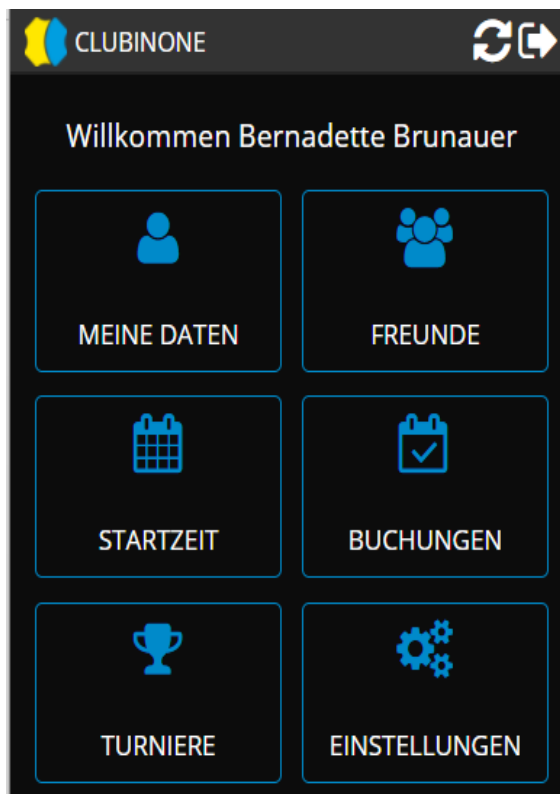 CLUBINONE
Willkommen Bernadette Brunauer
MEINE DATEN
FREUNDE
STARTZEIT
BUCHUNGEN
TURNIERE
EINSTELLUNGEN